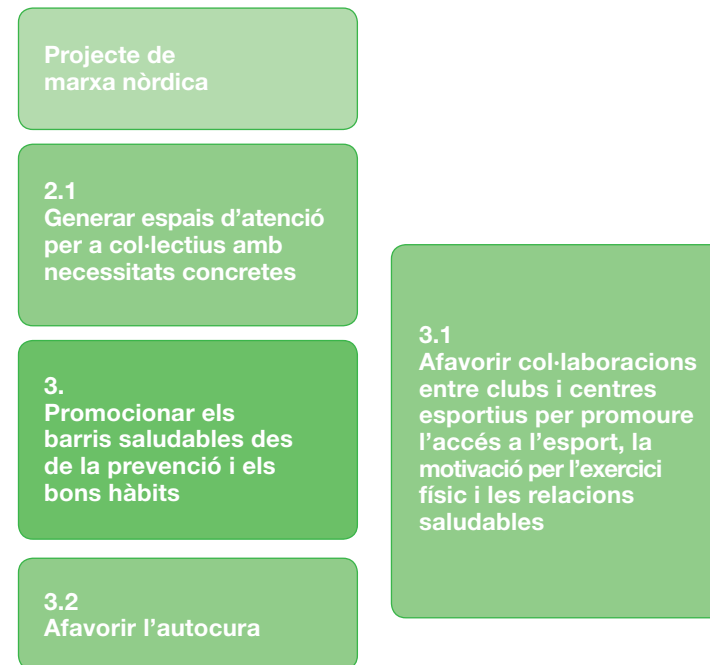 Projecte de
marxa nòrdica
2.1
Generar espais d’atenció
per a col·lectius amb
necessitats concretes
3.
Promocionar els
barris saludables des
de la prevenció i els
bons hàbits
3.2
Afavorir l’autocura
3.1
Afavorir col·laboracions
entre clubs i centres
esportius per promoure
l’accés a l’esport, la
motivació per l’exercici
físic i les relacions
saludables